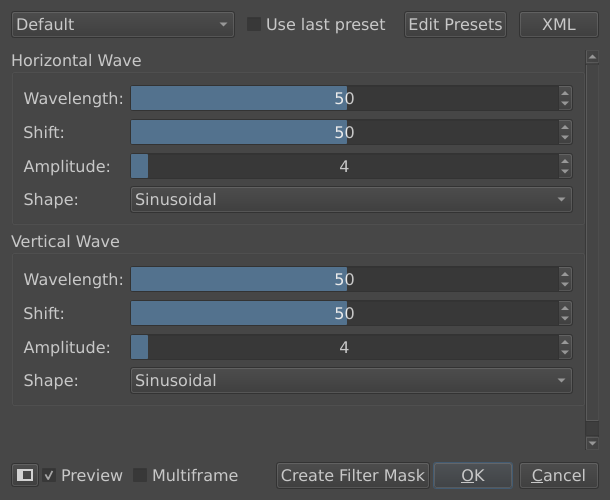 Default Use last preset Edit Presets XML
Horizontal Wave
Wavelength: 50
Shift: 50
Amplitude: 4
Shape: Sinusoidal
Vertical Wave
Wavelength: 50
Shift: 50
Amplitude: 4
Shape: Sinusoidal
Preview Multiframe Create Filter Mask OK Cancel